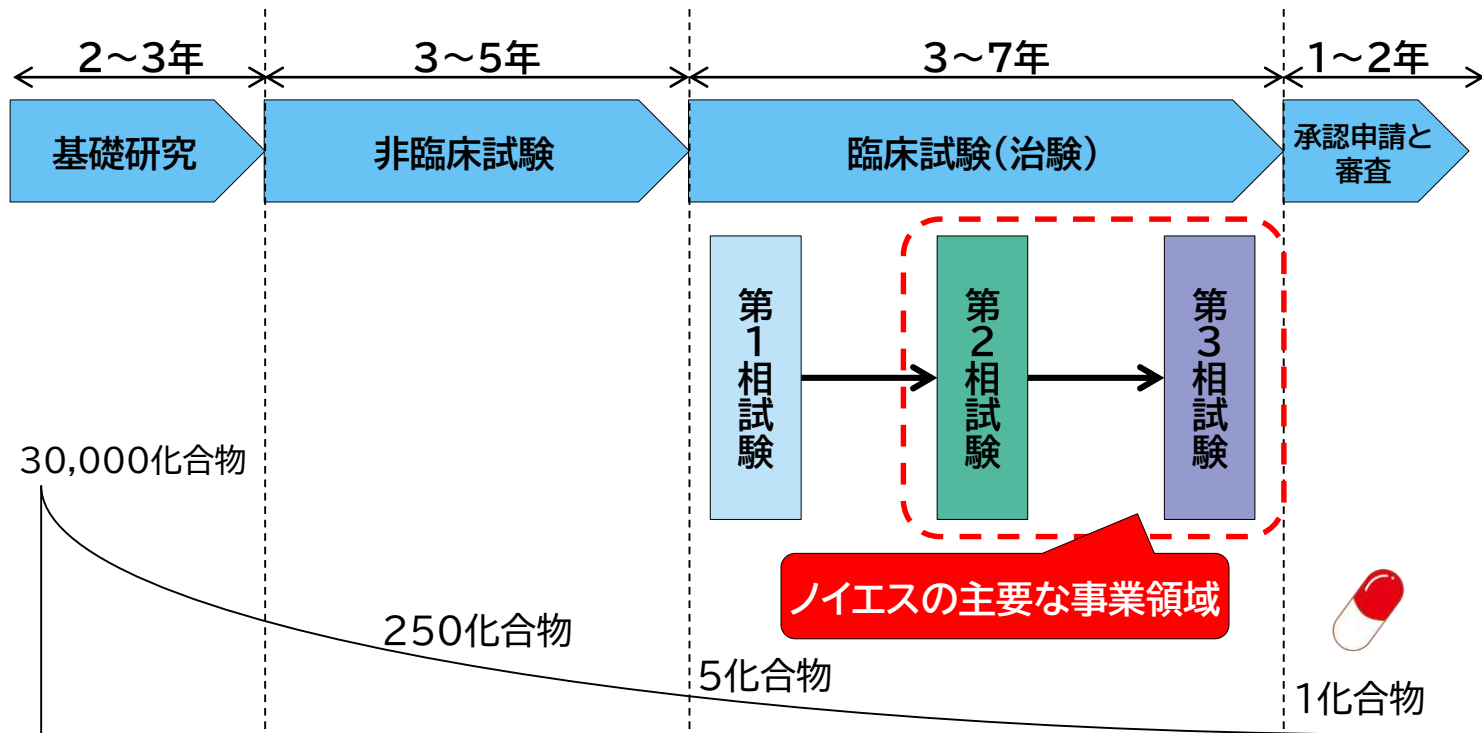 2～3年
3～5年
3～7年
1～2年
基礎研究
非臨床試験
臨床試験(治験)
承認申請と
審査
第1相試験
第2相試験
第3相試験
30,000化合物
ノイエスの主要な事業領域
250化合物
5化合物
1化合物